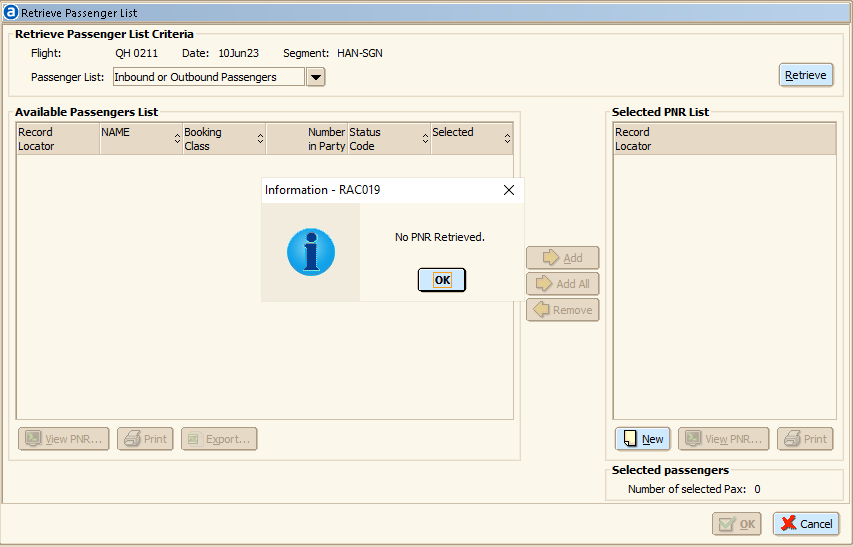 Retrieve Passenger List
Retrieve Passenger List Criteria
Flight: QH 0211 Date: 10Jun23 Segment: HAN-SGN
Passenger List: Inbound or Outbound Passengers
Retrieve
Available Passengers List
Record Locator
NAME
Booking Class
Number in Party
Status Code
Selected
Information - RAC019
No PNR Retrieved.
OK
Add
Add All
Remove
Selected PNR List
Record Locator
View PNR...
Print
Export...
New
View PNR...
Print
Selected passengers
Number of selected Pax: 0
OK
Cancel